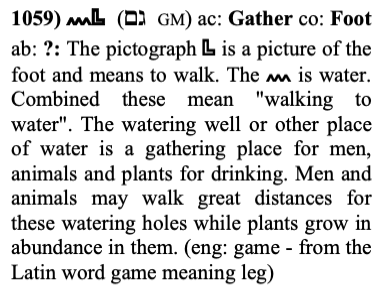 1059) (גם GM) ac: Gather co: Foot
ab: ?: The pictograph is a picture of the
foot and means to walk. The is water.
Combined these mean "walking to
water". The watering well or other place
of water is a gathering place for men,
animals and plants for drinking. Men and
animals may walk great distances for
these watering holes while plants grow in
abundance in them. (eng: game - from the
Latin word game meaning leg)